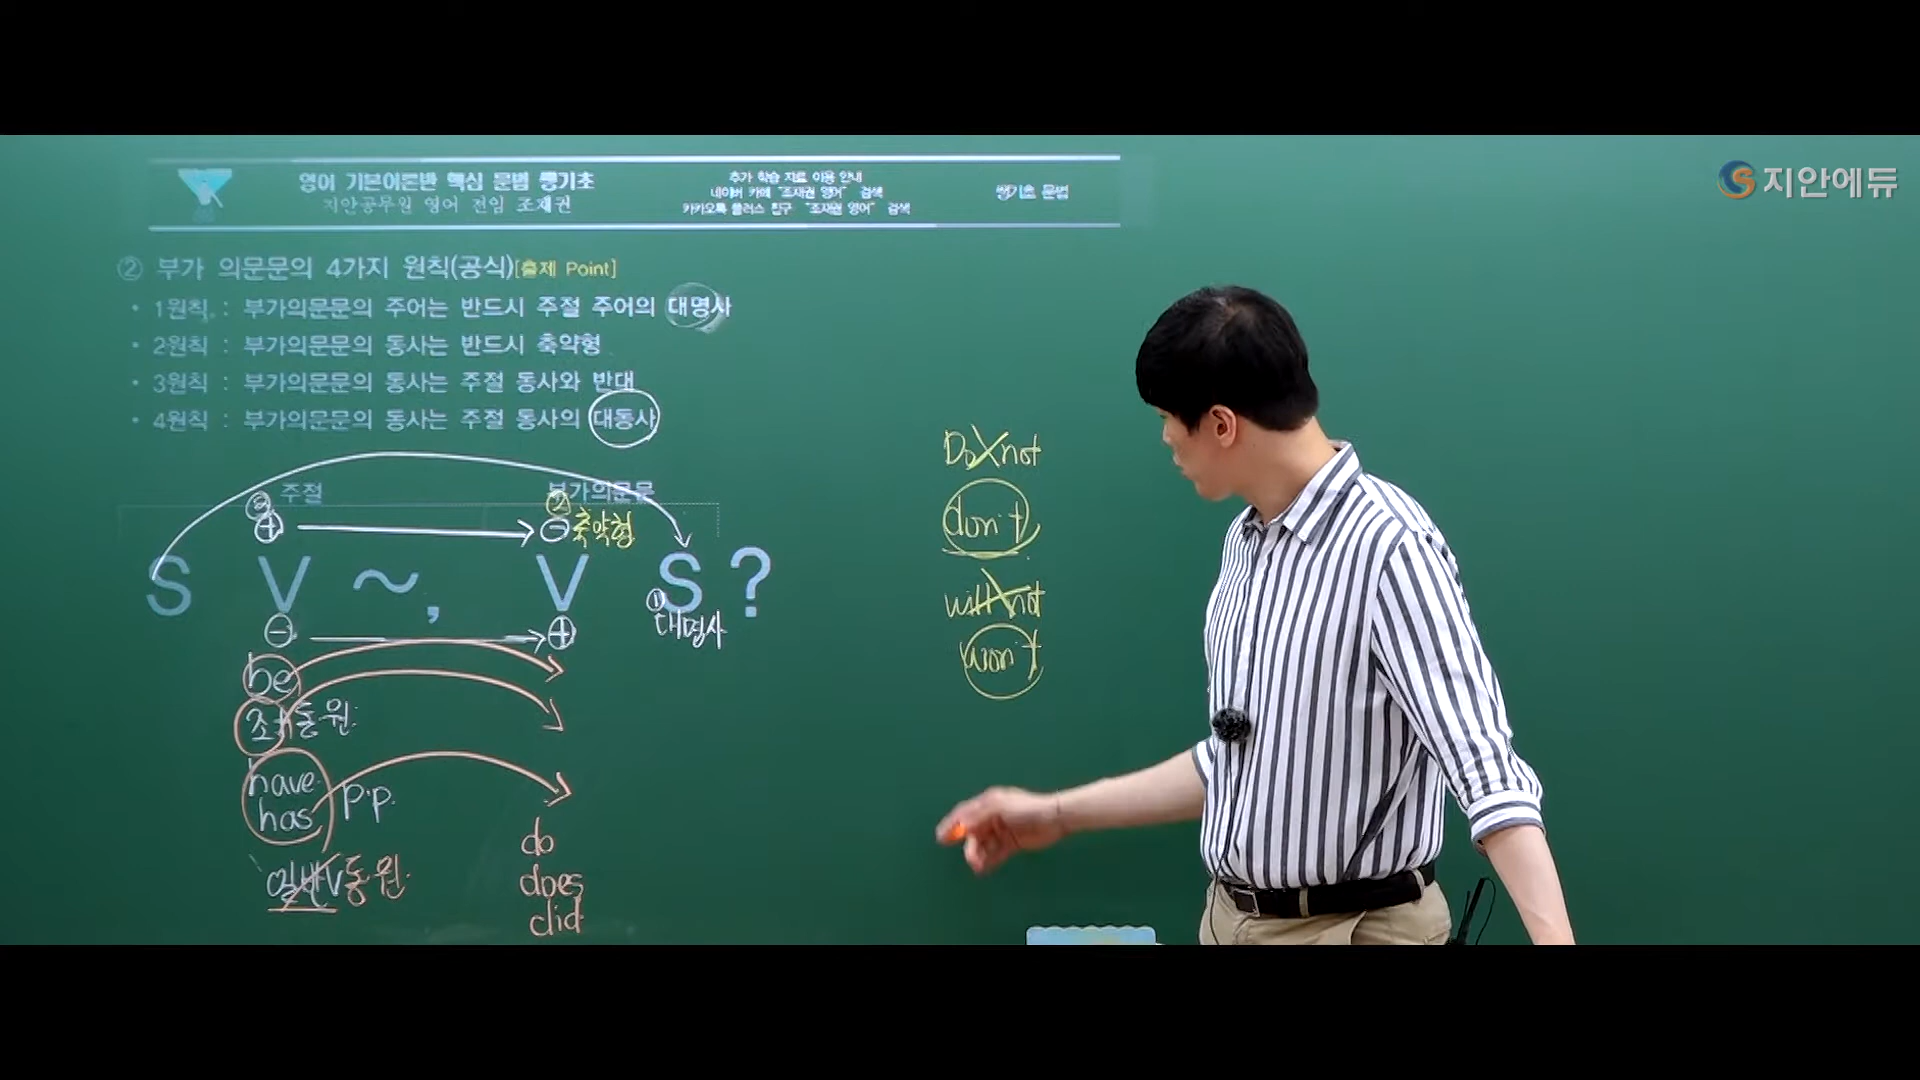 지안에듀
영어 기본이론반 핵심 문법 쌩기초
지안공무원 영어 전임 조재권
추가 학습 자료 이용 안내
네이버 카페 "조재권 영어" 검색
카카오톡 플러스 친구 "조재권 영어" 검색
쌩기초 문법
② 부가 의문문의 4가지 원칙(공식)[출제 Point]
• 1원칙 : 부가의문문의 주어는 반드시 주절 주어의 대명사
• 2원칙 : 부가의문문의 동사는 반드시 축약형
• 3원칙 : 부가의문문의 동사는 주절 동사와 반대
• 4원칙 : 부가의문문의 동사는 주절 동사의 대동사
주절 부가의문문
③ ②
+ - 축약형
S V ~, V S ?
①
대명사
- +
be
조V동원.
have.
has p.p.
일반V동원.
do
does
did
Do not
don't
will not
won't